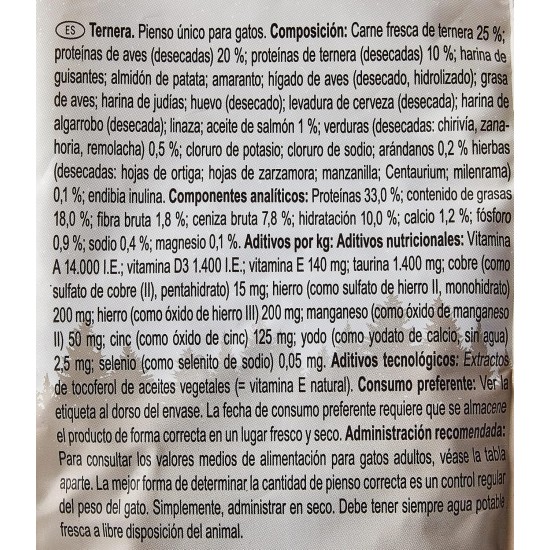 ES Ternera. Pienso único para gatos. Composición: Carne fresca de ternera 25 %;
proteínas de aves (desecadas) 20 %; proteínas de ternera (desecadas) 10 %; harina de
guisantes; almidón de patata; amaranto; hígado de aves (desecado, hidrolizado); grasa
de aves; harina de judías; huevo (desecado); levadura de cerveza (desecada); harina de
algarrobo (desecada); linaza; aceite de salmón 1 %; verduras (desecadas: chirivía, zana-
horia, remolacha) 0,5 %; cloruro de potasio; cloruro de sodio; arándanos 0,2 % hierbas
(desecadas: hojas de ortiga; hojas de zarzamora; manzanilla; Centaurium; milenrama)
0,1 %; endibia inulina. Componentes analíticos: Proteínas 33,0 %; contenido de grasas
18,0 %; fibra bruta 1,8 %; ceniza bruta 7,8 %; hidratación 10,0 %; calcio 1,2 %; fósforo
0,9 %; sodio 0,4 %; magnesio 0,1 %. Aditivos por kg: Aditivos nutricionales: Vitamina
A 14.000 I.E.; vitamina D3 1.400 I.E.; vitamina E 140 mg; taurina 1.400 mg; cobre (como
sulfato de cobre (II), pentahidrato) 15 mg; hierro (como sulfato de hierro II, monohidrato)
200 mg; hierro (como óxido de hierro III) 200 mg; manganeso (como óxido de manganeso
II) 50 mg; cinc (como óxido de cinc) 125 mg; yodo (como yodato de calcio, sin agua)
2,5 mg; selenio (como selenito de sodio) 0,05 mg. Aditivos tecnológicos: Extractos
de tocoferol de aceites vegetales (= vitamina E natural). Consumo preferente: Ver la
etiqueta al dorso del envase. La fecha de consumo preferente requiere que se almacene
el producto de forma correcta en un lugar fresco y seco. Administración recomendada:
Para consultar los valores medios de alimentación para gatos adultos, véase la tabla
aparte. La mejor forma de determinar la cantidad de pienso correcta es un control regular
del peso del gato. Simplemente, administrar en seco. Debe tener siempre agua potable
fresca a libre disposición del animal.